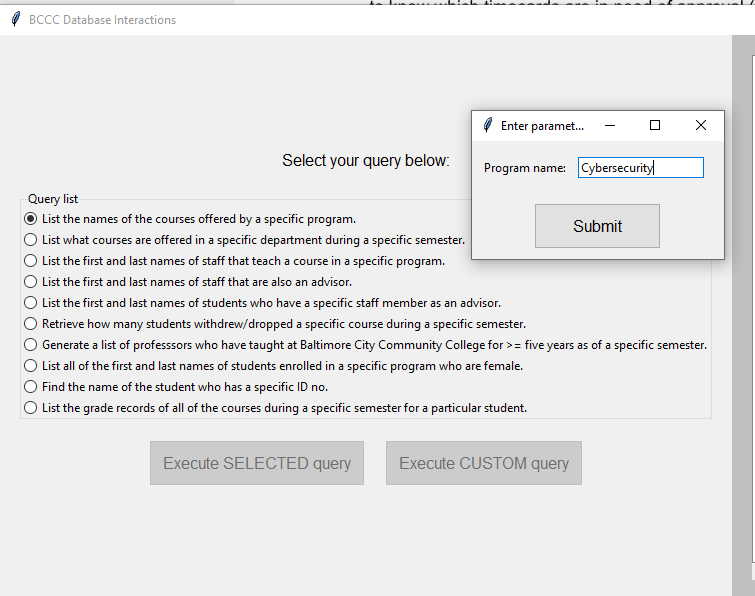 to know which timecards are in need of approval (
BCCC Database Interactions
Enter paramet...
Program name: Cybersecurity
Submit
Select your query below:
Query list
List the names of the courses offered by a specific program.
List what courses are offered in a specific department during a specific semester.
List the first and last names of staff that teach a course in a specific program.
List the first and last names of staff that are also an advisor.
List the first and last names of students who have a specific staff member as an advisor.
Retrieve how many students withdrew/dropped a specific course during a specific semester.
Generate a list of professsors who have taught at Baltimore City Community College for >= five years as of a specific semester.
List all of the first and last names of students enrolled in a specific program who are female.
Find the name of the student who has a specific ID no.
List the grade records of all of the courses during a specific semester for a particular student.
Execute SELECTED query
Execute CUSTOM query